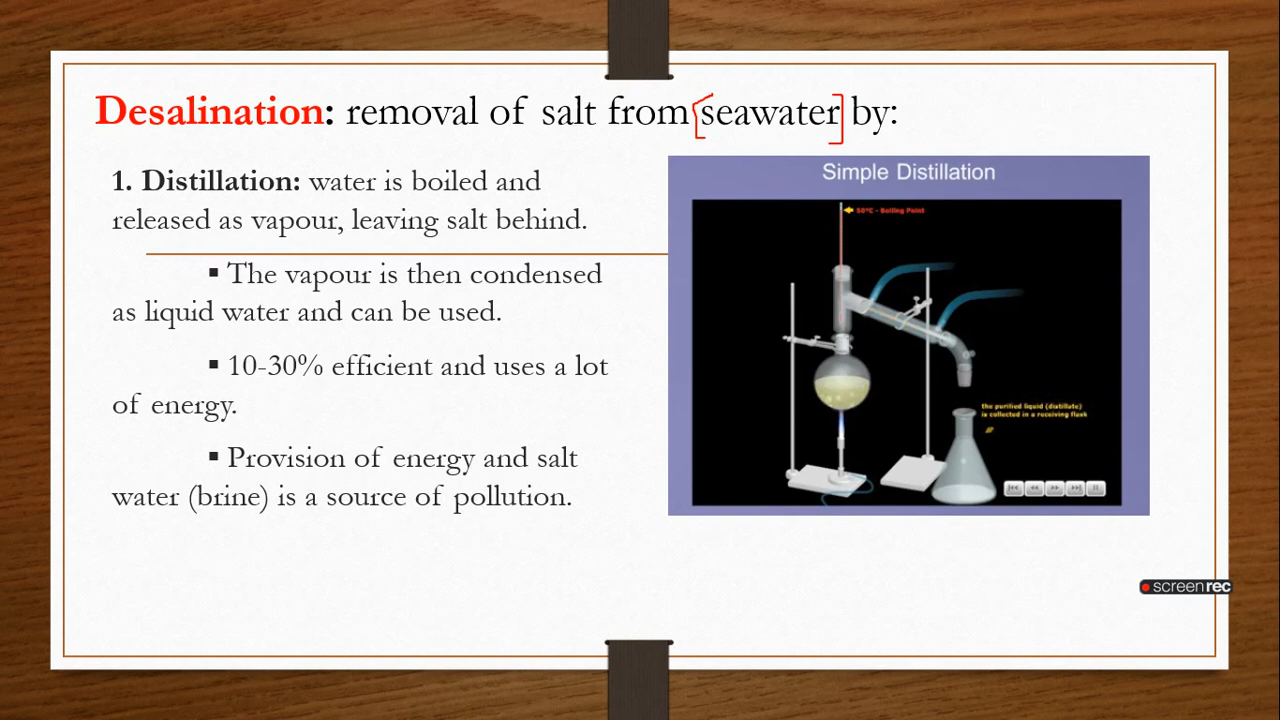 Desalination: removal of salt from [seawater] by:
1. Distillation: water is boiled and
released as vapour, leaving salt behind.
▪ The vapour is then condensed
as liquid water and can be used.
▪ 10-30% efficient and uses a lot
of energy.
▪ Provision of energy and salt
water (brine) is a source of pollution.
Simple Distillation
50°C - Boiling Point
the purified liquid (distillate)
is collected in a receiving flask
screenrec